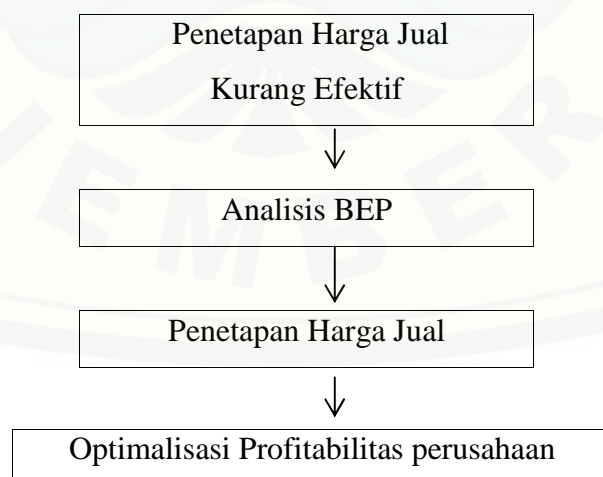 Penetapan Harga Jual
Kurang Efektif
Analisis BEP
Penetapan Harga Jual
Optimalisasi Profitabilitas perusahaan